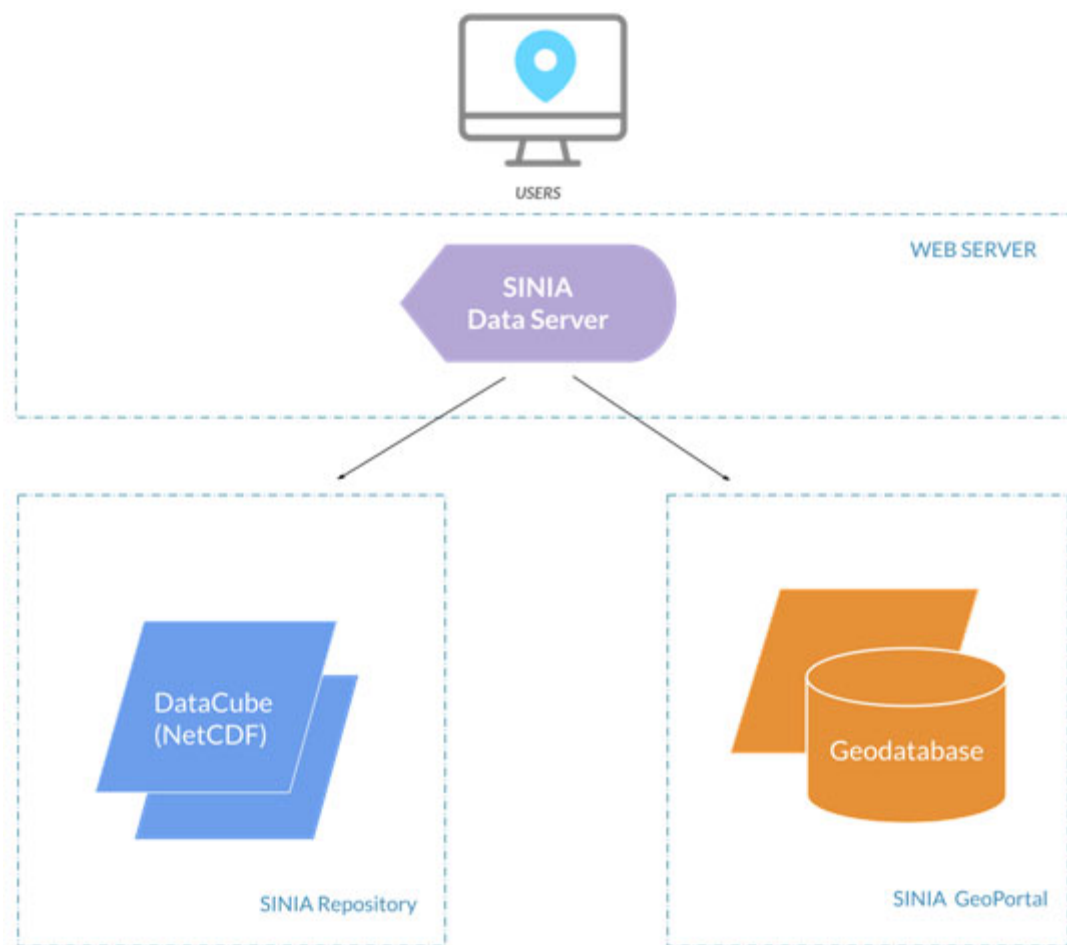 USERS
WEB SERVER
SINIA
Data Server
DataCube
(NetCDF)
Geodatabase
SINIA Repository
SINIA GeoPortal